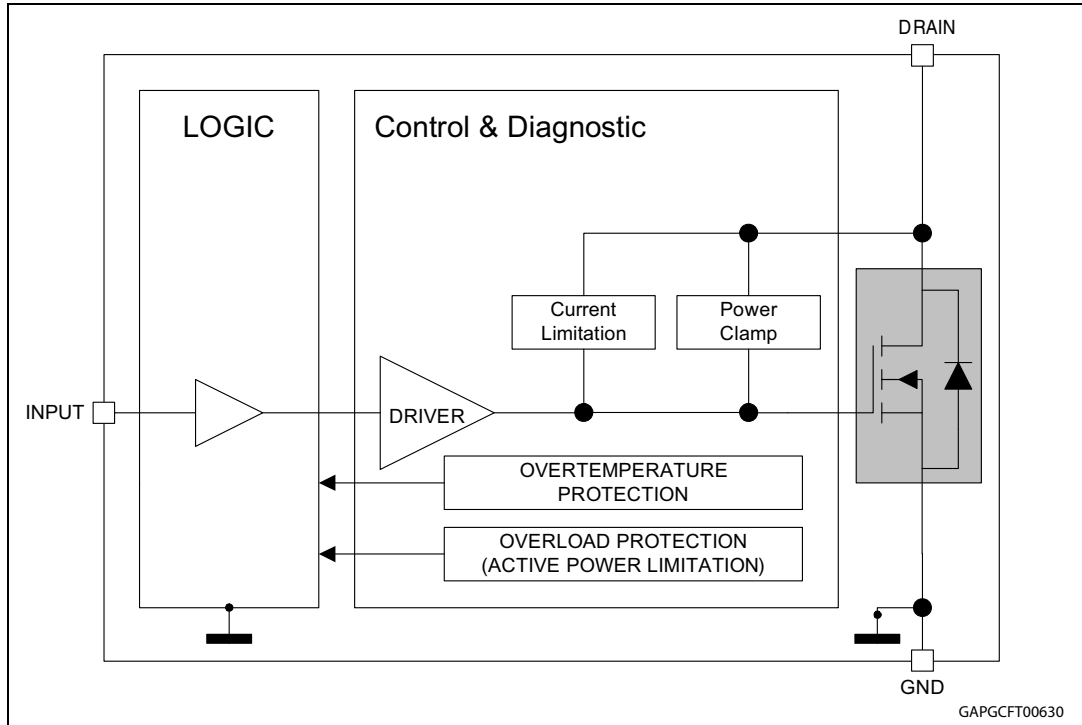 DRAIN
LOGIC
Control & Diagnostic
Current
Limitation
Power
Clamp
INPUT
DRIVER
OVERTEMPERATURE
PROTECTION
OVERLOAD PROTECTION
(ACTIVE POWER LIMITATION)
GND
GAPGCFT00630